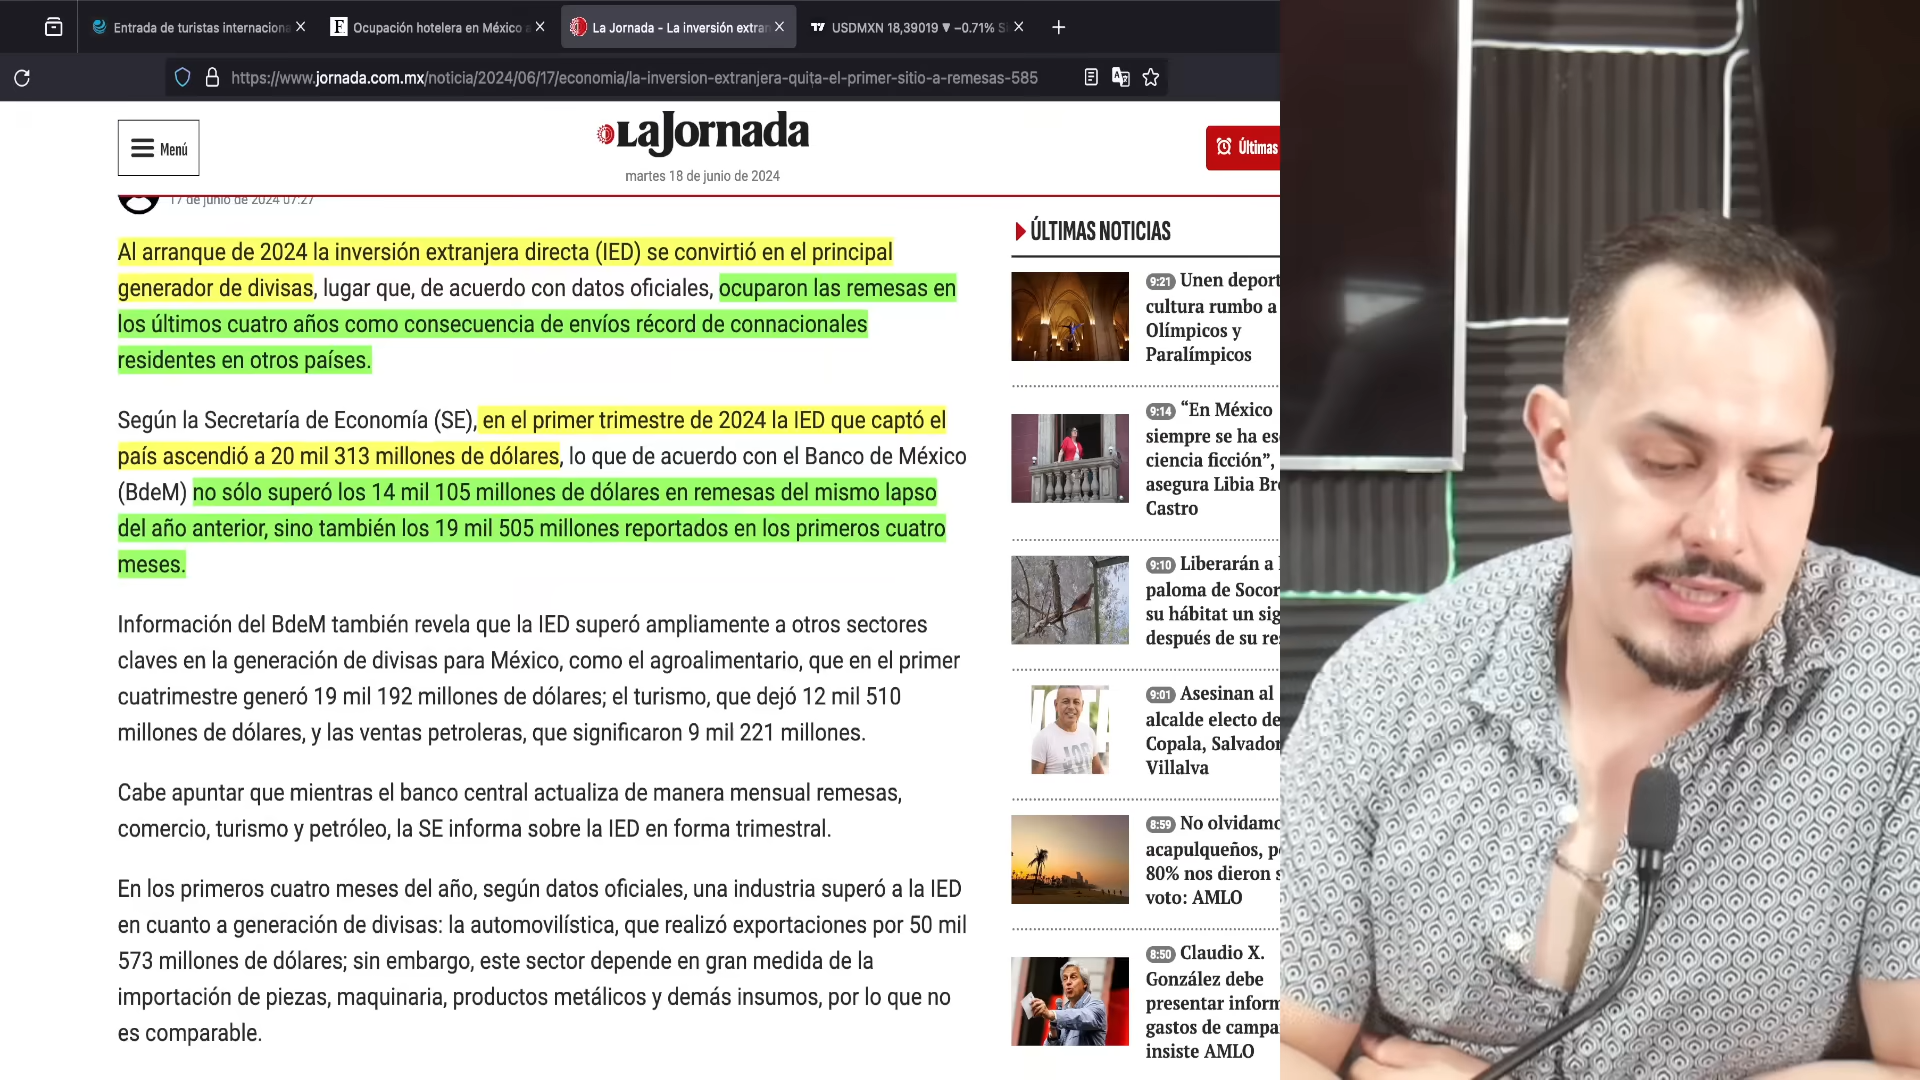 Entrada de turistas internaciona
Ocupación hotelera en México a
La Jornada - La inversión extran
USDMXN 18,39019 ▼ −0.71% S
https://www.jornada.com.mx/noticia/2024/06/17/economia/la-inversion-extranjera-quita-el-primer-sitio-a-remesas-585
Menú
La Jornada
martes 18 de junio de 2024
Últimas
17 de junio de 2024 07:27
Al arranque de 2024 la inversión extranjera directa (IED) se convirtió en el principal
generador de divisas, lugar que, de acuerdo con datos oficiales, ocuparon las remesas en
los últimos cuatro años como consecuencia de envíos récord de connacionales
residentes en otros países.
Según la Secretaría de Economía (SE), en el primer trimestre de 2024 la IED que captó el
país ascendió a 20 mil 313 millones de dólares, lo que de acuerdo con el Banco de México
(BdeM) no sólo superó los 14 mil 105 millones de dólares en remesas del mismo lapso
del año anterior, sino también los 19 mil 505 millones reportados en los primeros cuatro
meses.
Información del BdeM también revela que la IED superó ampliamente a otros sectores
claves en la generación de divisas para México, como el agroalimentario, que en el primer
cuatrimestre generó 19 mil 192 millones de dólares; el turismo, que dejó 12 mil 510
millones de dólares, y las ventas petroleras, que significaron 9 mil 221 millones.
Cabe apuntar que mientras el banco central actualiza de manera mensual remesas,
comercio, turismo y petróleo, la SE informa sobre la IED en forma trimestral.
En los primeros cuatro meses del año, según datos oficiales, una industria superó a la IED
en cuanto a generación de divisas: la automovilística, que realizó exportaciones por 50 mil
573 millones de dólares; sin embargo, este sector depende en gran medida de la
importación de piezas, maquinaria, productos metálicos y demás insumos, por lo que no
es comparable.
ÚLTIMAS NOTICIAS
9:21 Unen deport
cultura rumbo a
Olímpicos y
Paralímpicos
9:14 “En México
siempre se ha es
ciencia ficción”,
asegura Libia Br
Castro
9:10 Liberarán a
paloma de Socor
su hábitat un sig
después de su re
9:01 Asesinan al
alcalde electo de
Copala, Salvador
Villalva
8:59 No olvidamo
acapulqueños, p
80% nos dieron s
voto: AMLO
8:50 Claudio X.
González debe
presentar inform
gastos de campa
insiste AMLO